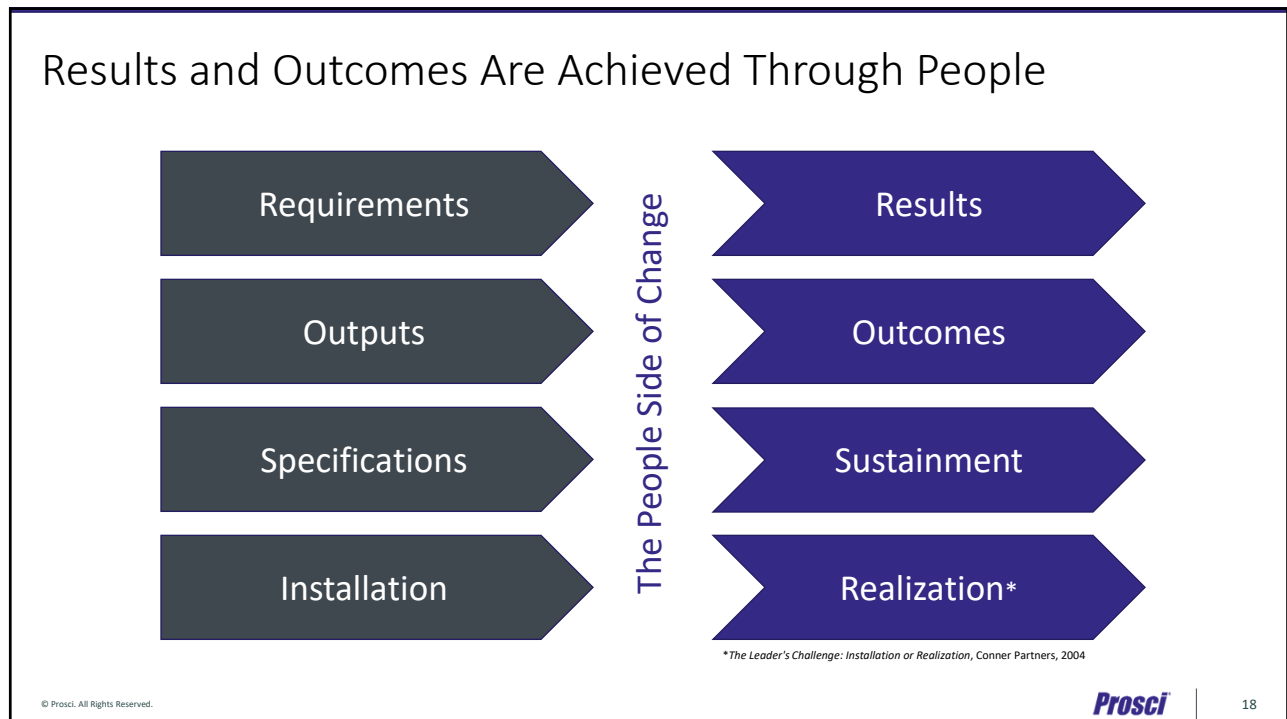 Results and Outcomes Are Achieved Through People
Requirements
Results
Outputs
Outcomes
Specifications
Sustainment
Installation
Realization*
The People Side of Change
*The Leader's Challenge: Installation or Realization, Conner Partners, 2004
© Prosci. All Rights Reserved.
Prosci®
18